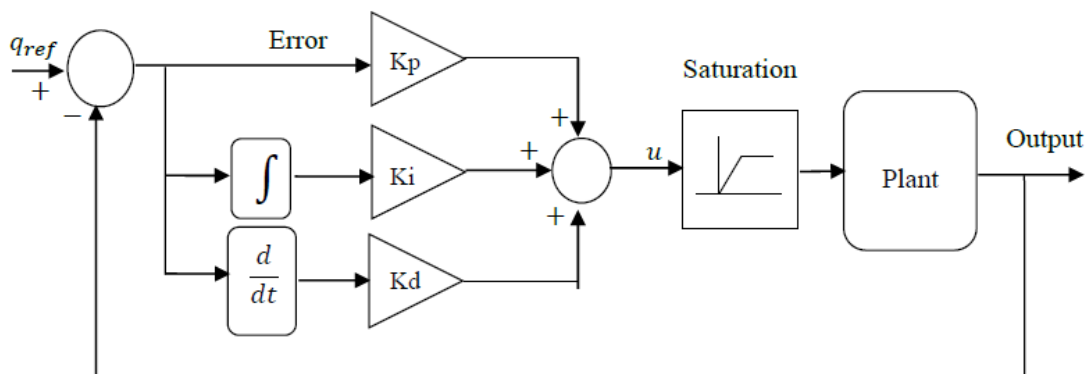 q_ref
+
−
Error
Kp
Saturation
Output
∫
Ki
+
+
+
u
Plant
d
dt
Kd